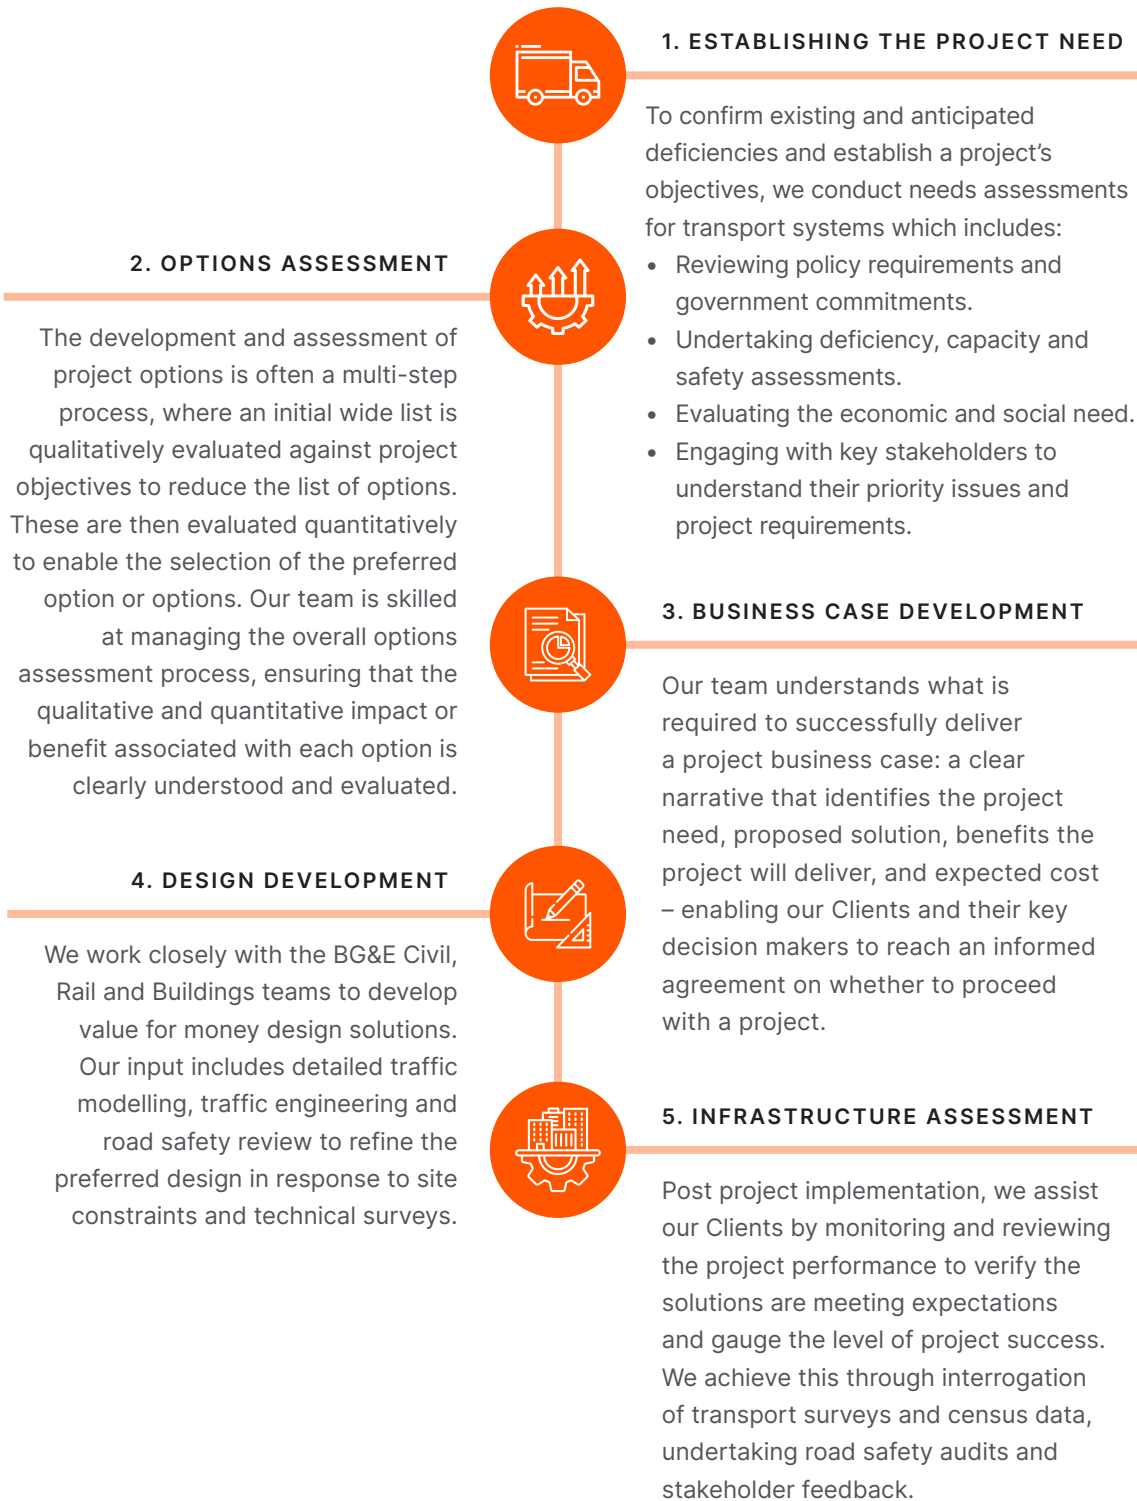 1. ESTABLISHING THE PROJECT NEED
To confirm existing and anticipated
deficiencies and establish a project’s
objectives, we conduct needs assessments
for transport systems which includes:
• Reviewing policy requirements and
government commitments.
• Undertaking deficiency, capacity and
safety assessments.
• Evaluating the economic and social need.
• Engaging with key stakeholders to
understand their priority issues and
project requirements.
2. OPTIONS ASSESSMENT
The development and assessment of
project options is often a multi-step
process, where an initial wide list is
qualitatively evaluated against project
objectives to reduce the list of options.
These are then evaluated quantitatively
to enable the selection of the preferred
option or options. Our team is skilled
at managing the overall options
assessment process, ensuring that the
qualitative and quantitative impact or
benefit associated with each option is
clearly understood and evaluated.
3. BUSINESS CASE DEVELOPMENT
Our team understands what is
required to successfully deliver
a project business case: a clear
narrative that identifies the project
need, proposed solution, benefits the
project will deliver, and expected cost
– enabling our Clients and their key
decision makers to reach an informed
agreement on whether to proceed
with a project.
4. DESIGN DEVELOPMENT
We work closely with the BG&E Civil,
Rail and Buildings teams to develop
value for money design solutions.
Our input includes detailed traffic
modelling, traffic engineering and
road safety review to refine the
preferred design in response to site
constraints and technical surveys.
5. INFRASTRUCTURE ASSESSMENT
Post project implementation, we assist
our Clients by monitoring and reviewing
the project performance to verify the
solutions are meeting expectations
and gauge the level of project success.
We achieve this through interrogation
of transport surveys and census data,
undertaking road safety audits and
stakeholder feedback.